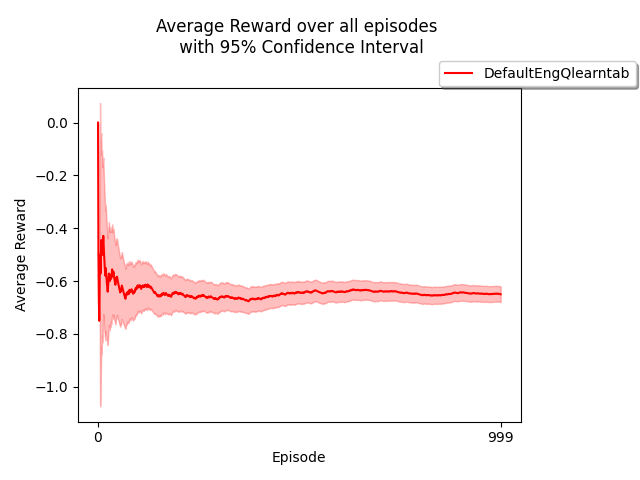 Average Reward over all episodes
with 95% Confidence Interval
DefaultEngQlearntab
0.0
−0.2
−0.4
−0.6
−0.8
−1.0
Average Reward
0
999
Episode